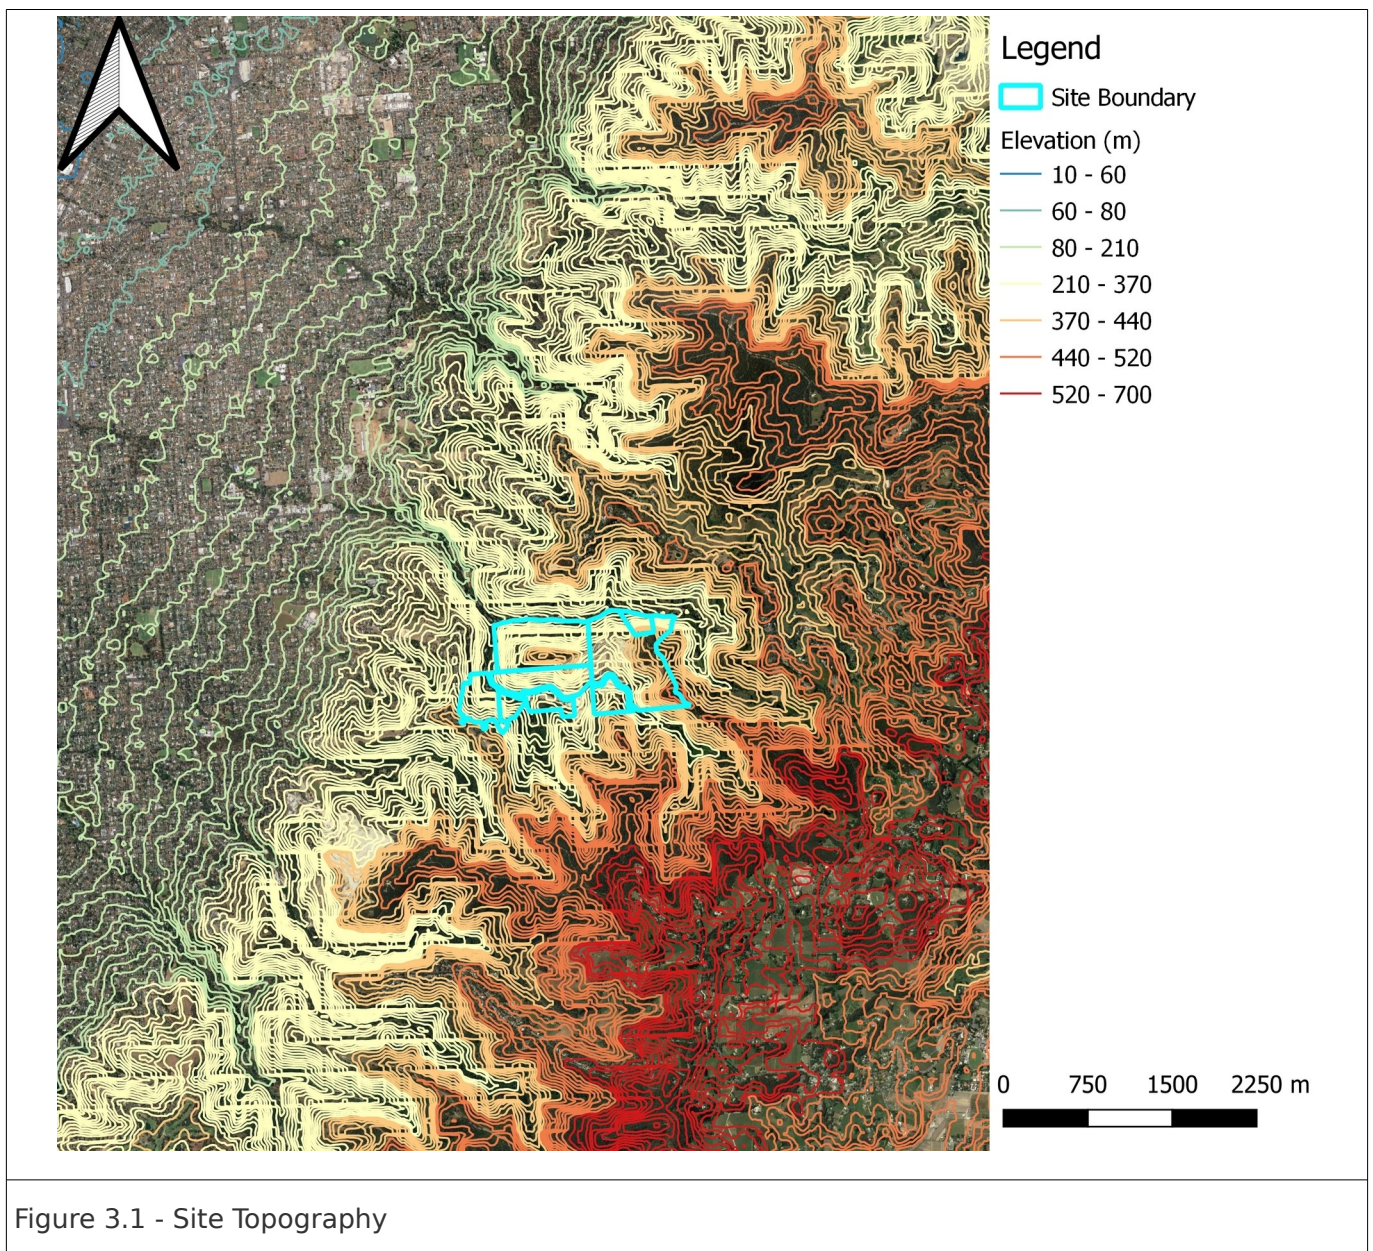 Legend
Site Boundary
Elevation (m)
10 - 60
60 - 80
80 - 210
210 - 370
370 - 440
440 - 520
520 - 700
0 750 1500 2250 m
Figure 3.1 - Site Topography